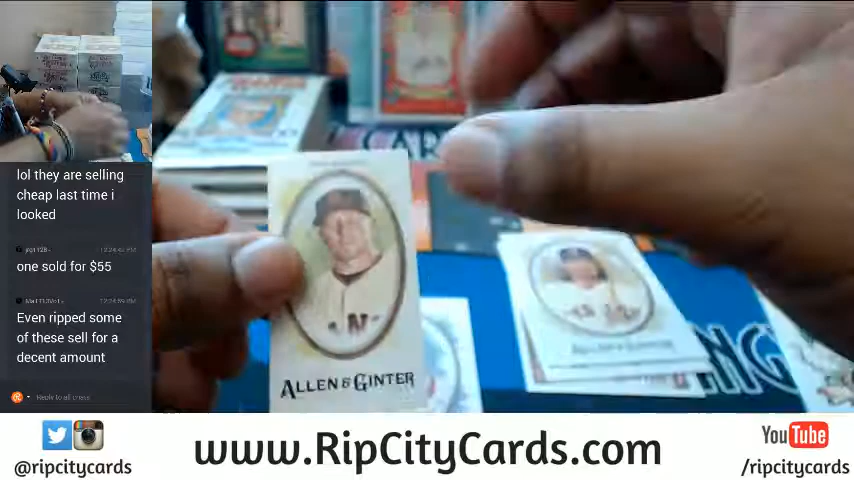 lol they are selling
cheap last time i
looked
one sold for $55
Even ripped some
of these sell for a
decent amount
Reply to all chats
ALLEN & GINTER
@ripcitycards
www.RipCityCards.com
YouTube
/ripcitycards